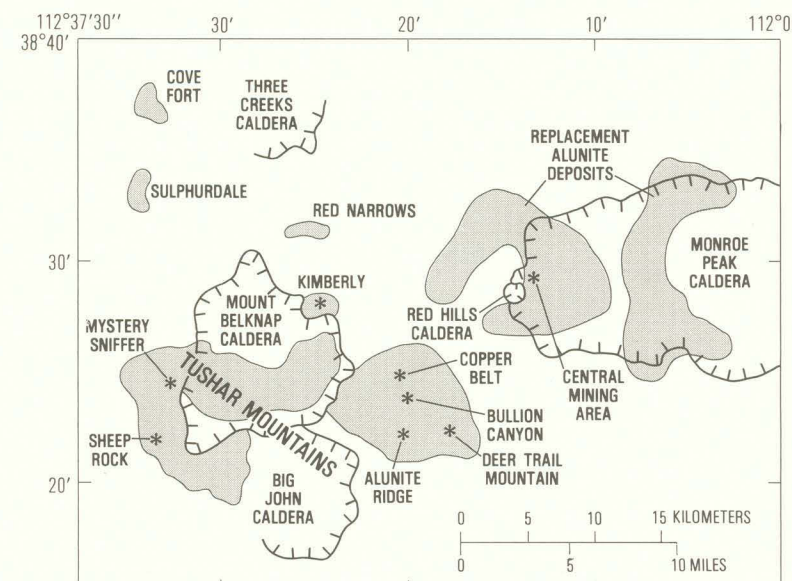 112°37'30''
30'
20'
10'
112°0
38°40'
COVE
FORT
THREE
CREEKS
CALDERA
REPLACEMENT
ALUNITE
DEPOSITS
SULPHURDALE
RED NARROWS
MONROE
PEAK
CALDERA
30'
KIMBERLY
MOUNT
BELKNAP
CALDERA
RED HILLS
CALDERA
MYSTERY
SNIFFER
COPPER
BELT
CENTRAL
MINING
AREA
TUSHAR MOUNTAINS
BULLION
CANYON
SHEEP
ROCK
DEER TRAIL
MOUNTAIN
ALUNITE
RIDGE
20'
BIG
JOHN
CALDERA
0 5 10 15 KILOMETERS
0 5 10 MILES